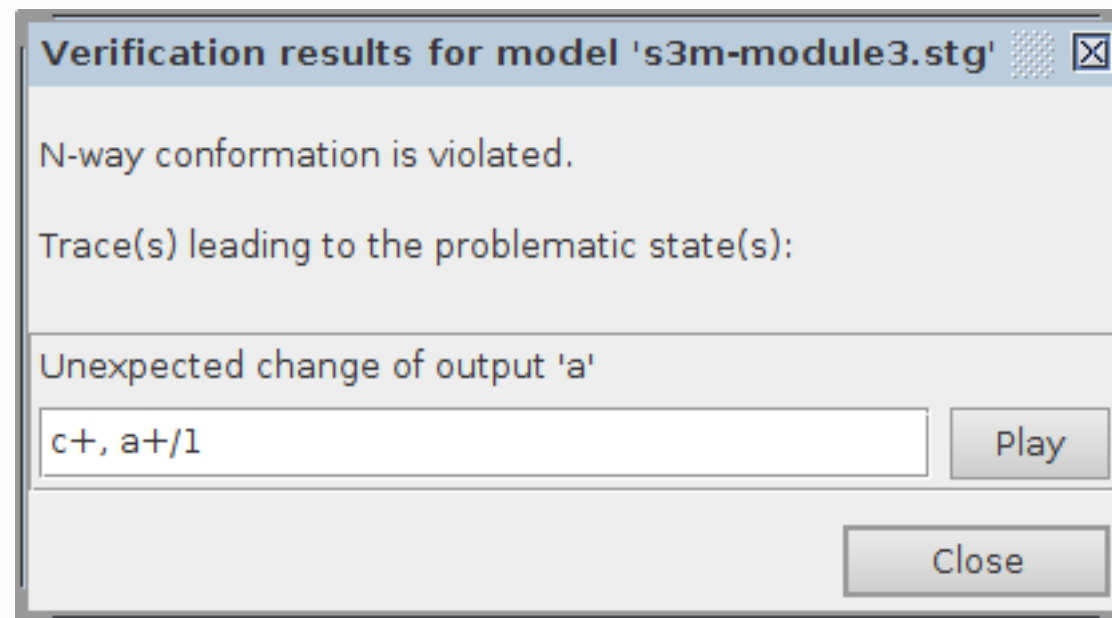 Verification results for model 's3m-module3.stg'
N-way conformation is violated.
Trace(s) leading to the problematic state(s):
Unexpected change of output 'a'
c+, a+/1
Play
Close